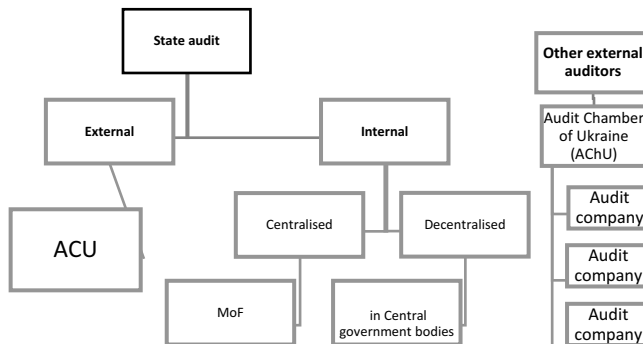 State audit
External
Internal
ACU
Centralised
Decentralised
MoF
in Central
government bodies
Other external
auditors
Audit Chamber
of Ukraine
(AChU)
Audit
company
Audit
company
Audit
company